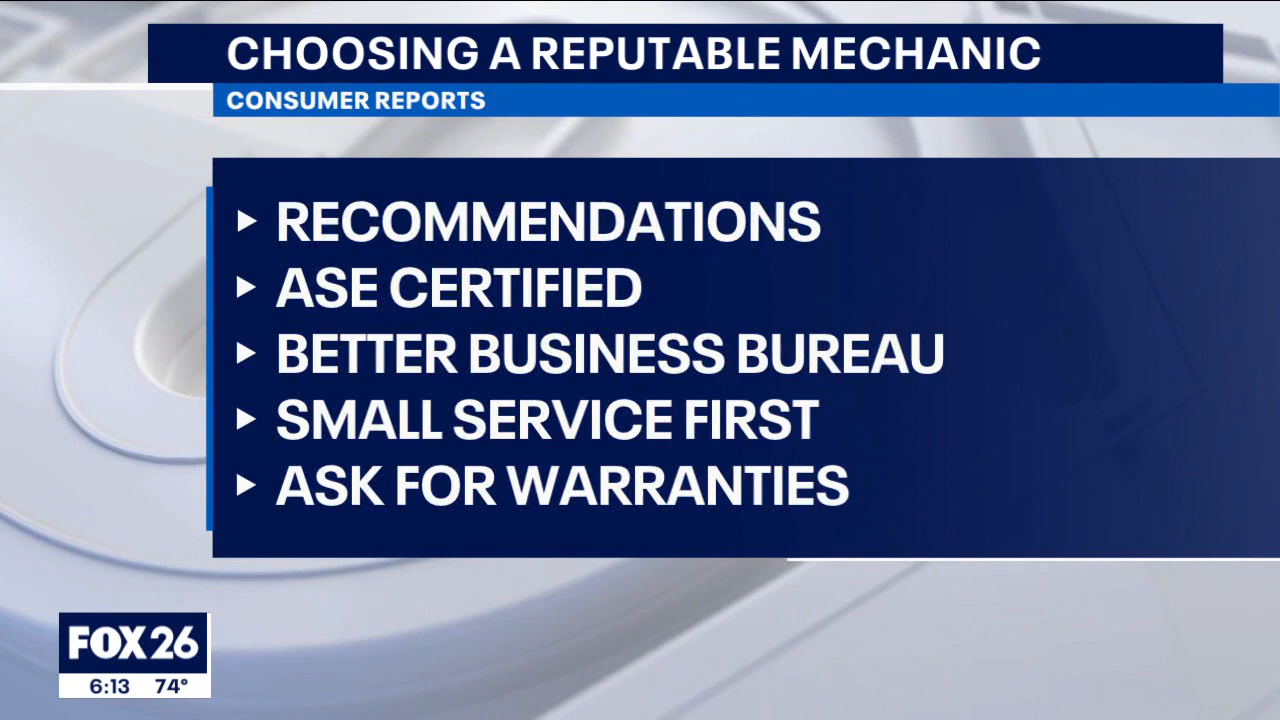 CHOOSING A REPUTABLE MECHANIC
CONSUMER REPORTS
RECOMMENDATIONS
ASE CERTIFIED
BETTER BUSINESS BUREAU
SMALL SERVICE FIRST
ASK FOR WARRANTIES
FOX 26
6:13 74°